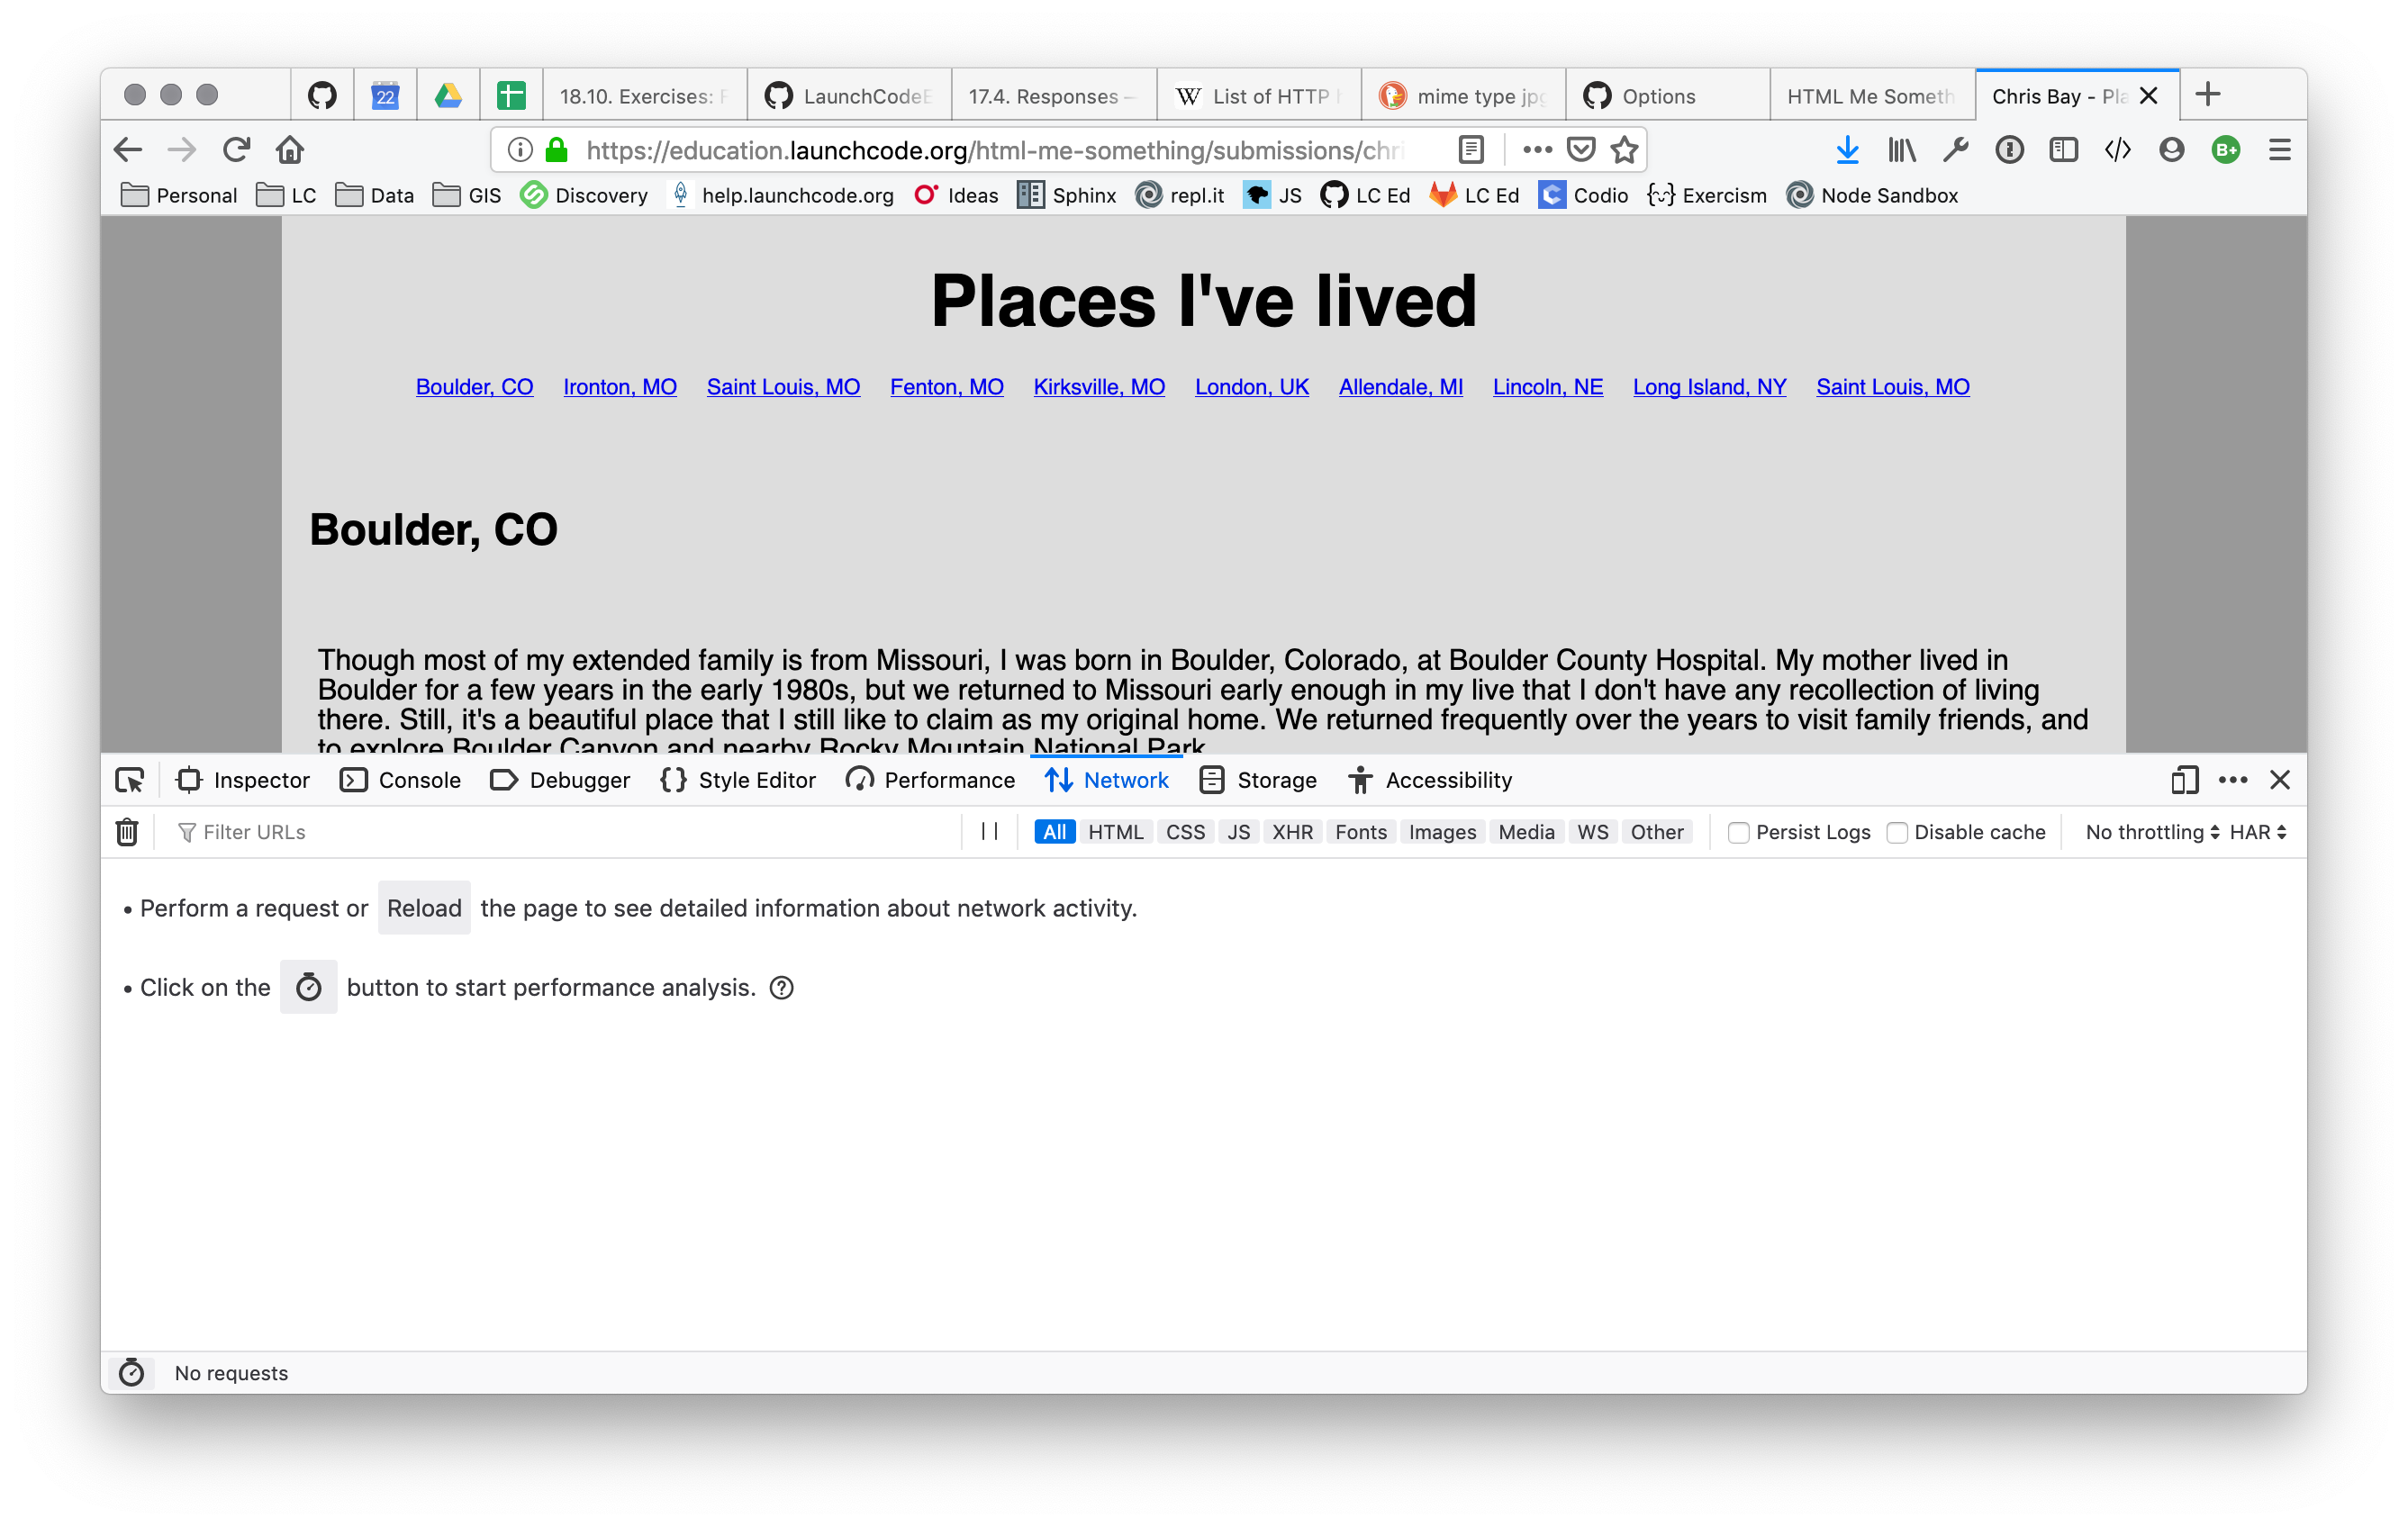 22
18.10. Exercises:
LaunchCodeE
17.4. Responses –
W List of HTTP
mime type jpg
Options
HTML Me Someth
Chris Bay - Pla
https://education.launchcode.org/html-me-something/submissions/chri
B+
Personal LC Data GIS Discovery help.launchcode.org Ideas Sphinx repl.it JS LC Ed LC Ed Codio {··} Exercism Node Sandbox
Places I've lived
Boulder, CO Ironton, MO Saint Louis, MO Fenton, MO Kirksville, MO London, UK Allendale, MI Lincoln, NE Long Island, NY Saint Louis, MO
Boulder, CO
Though most of my extended family is from Missouri, I was born in Boulder, Colorado, at Boulder County Hospital. My mother lived in
Boulder for a few years in the early 1980s, but we returned to Missouri early enough in my live that I don't have any recollection of living
there. Still, it's a beautiful place that I still like to claim as my original home. We returned frequently over the years to visit family friends, and
to explore Boulder Canyon and nearby Rocky Mountain National Park
Inspector Console Debugger {} Style Editor Performance Network Storage Accessibility
Filter URLs
All HTML CSS JS XHR Fonts Images Media WS Other Persist Logs Disable cache No throttling HAR
• Perform a request or Reload the page to see detailed information about network activity.
• Click on the button to start performance analysis. ?
No requests